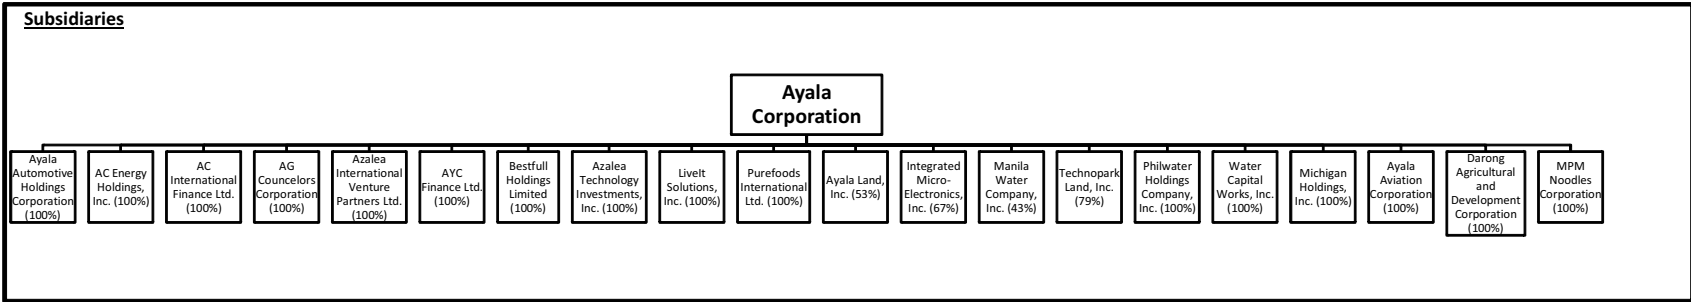 Subsidiaries
Ayala
Corporation
Ayala
Automotive
Holdings
Corporation
(100%)
AC Energy
Holdings,
Inc. (100%)
AC
International
Finance Ltd.
(100%)
AG
Councelors
Corporation
(100%)
Azalea
International
Venture
Partners Ltd.
(100%)
AYC
Finance Ltd.
(100%)
Bestfull
Holdings
Limited
(100%)
Azalea
Technology
Investments,
Inc. (100%)
LiveIt
Solutions,
Inc. (100%)
Purefoods
International
Ltd. (100%)
Ayala Land,
Inc. (53%)
Integrated
Micro-
Electronics,
Inc. (67%)
Manila
Water
Company,
Inc. (43%)
Technopark
Land, Inc.
(79%)
Philwater
Holdings
Company,
Inc. (100%)
Water
Capital
Works, Inc.
(100%)
Michigan
Holdings,
Inc. (100%)
Ayala
Aviation
Corporation
(100%)
Darong
Agricultural
and
Development
Corporation
(100%)
MPM
Noodles
Corporation
(100%)